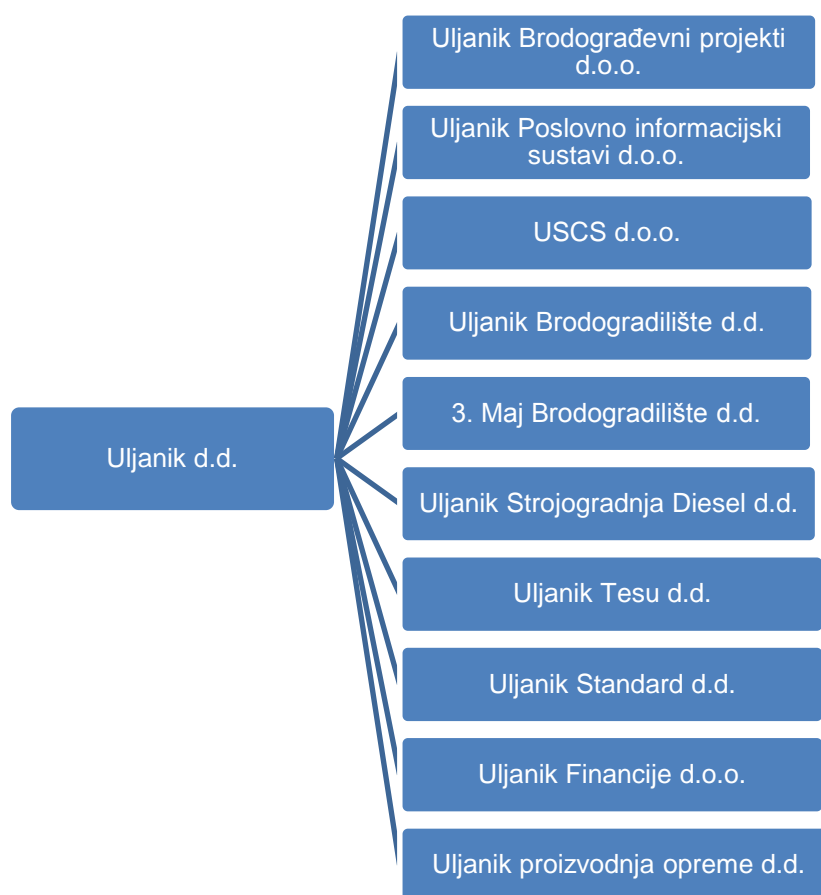 Uljanik d.d.
Uljanik Brodograđevni projekti
d.o.o.
Uljanik Poslovno informacijski
sustavi d.o.o.
USCS d.o.o.
Uljanik Brodogradilište d.d.
3. Maj Brodogradilište d.d.
Uljanik Strojogradnja Diesel d.d.
Uljanik Tesu d.d.
Uljanik Standard d.d.
Uljanik Financije d.o.o.
Uljanik proizvodnja opreme d.d.